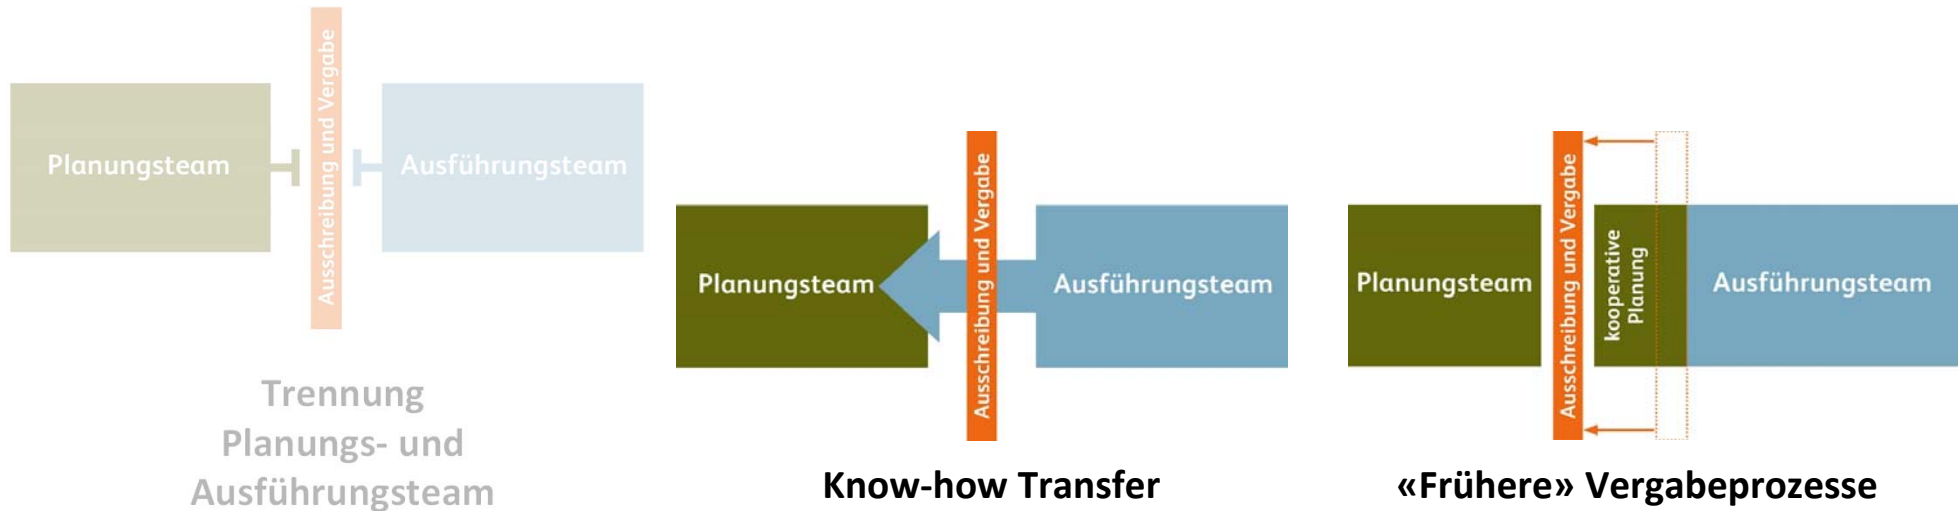 Planungsteam
Ausschreibung und Vergabe
Ausführungsteam
Trennung
Planungs- und
Ausführungsteam
Planungsteam
Ausschreibung und Vergabe
Ausführungsteam
Know-how Transfer
Planungsteam
Ausschreibung und Vergabe
kooperative
Planung
Ausführungsteam
«Frühere» Vergabeprozesse